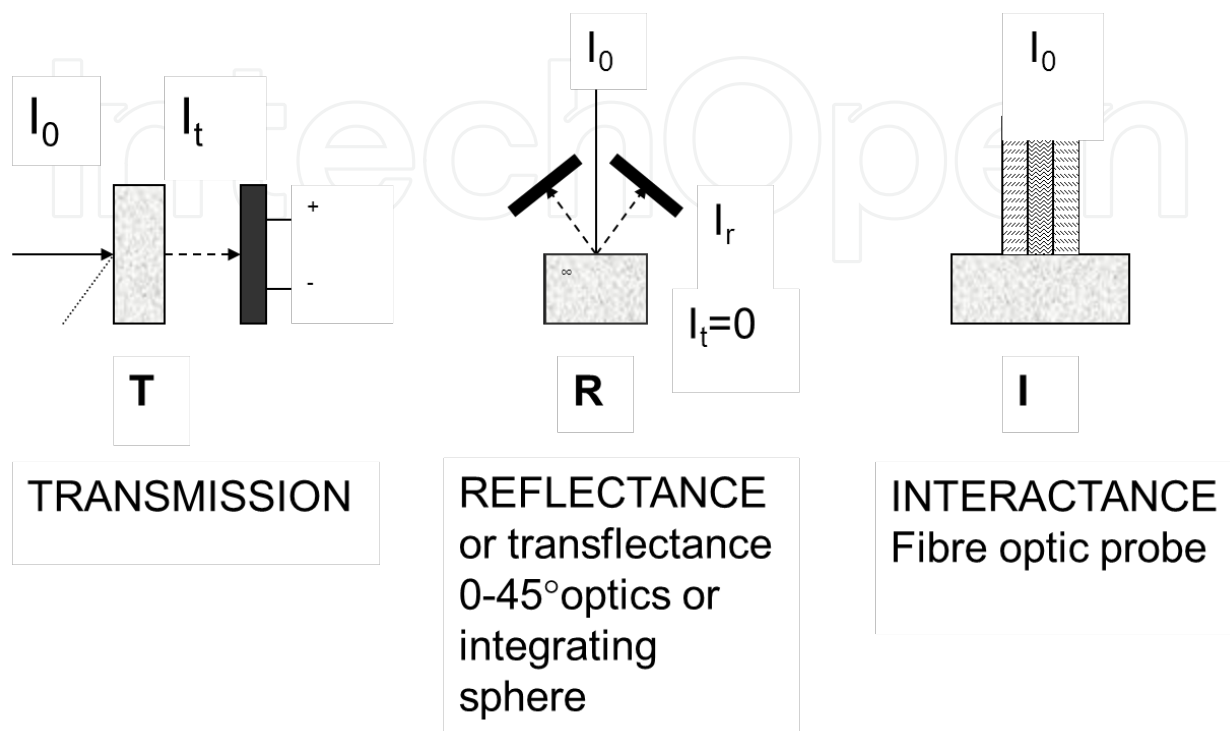 IntechOpen
I₀
Iₜ
+
-
T
TRANSMISSION
I₀
∞
Iᵣ
Iₜ=0
R
REFLECTANCE
or transflectance
0-45°optics or
integrating
sphere
I₀
I
INTERACTANCE
Fibre optic probe